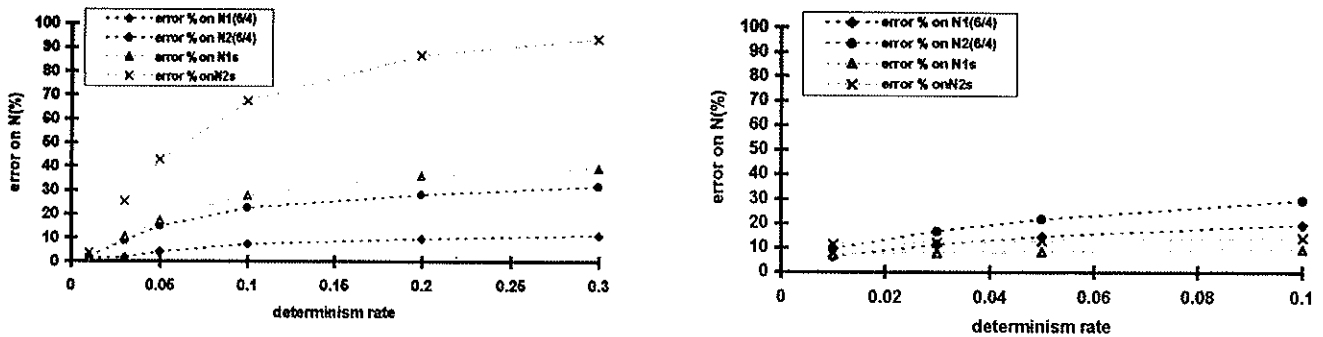 100
90
80
70
60
50
40
30
20
10
0
error on N(%)
error % on N1(6/4)
error % on N2(6/4)
error % on N1s
error % onN2s
0
0.05
0.1
0.15
0.2
0.25
0.3
determinism rate
100
90
80
70
60
50
40
30
20
10
0
error on N(%)
error % on N1(6/4)
error % on N2(6/4)
error % on N1s
error % onN2s
0
0.02
0.04
0.06
0.08
0.1
determinism rate